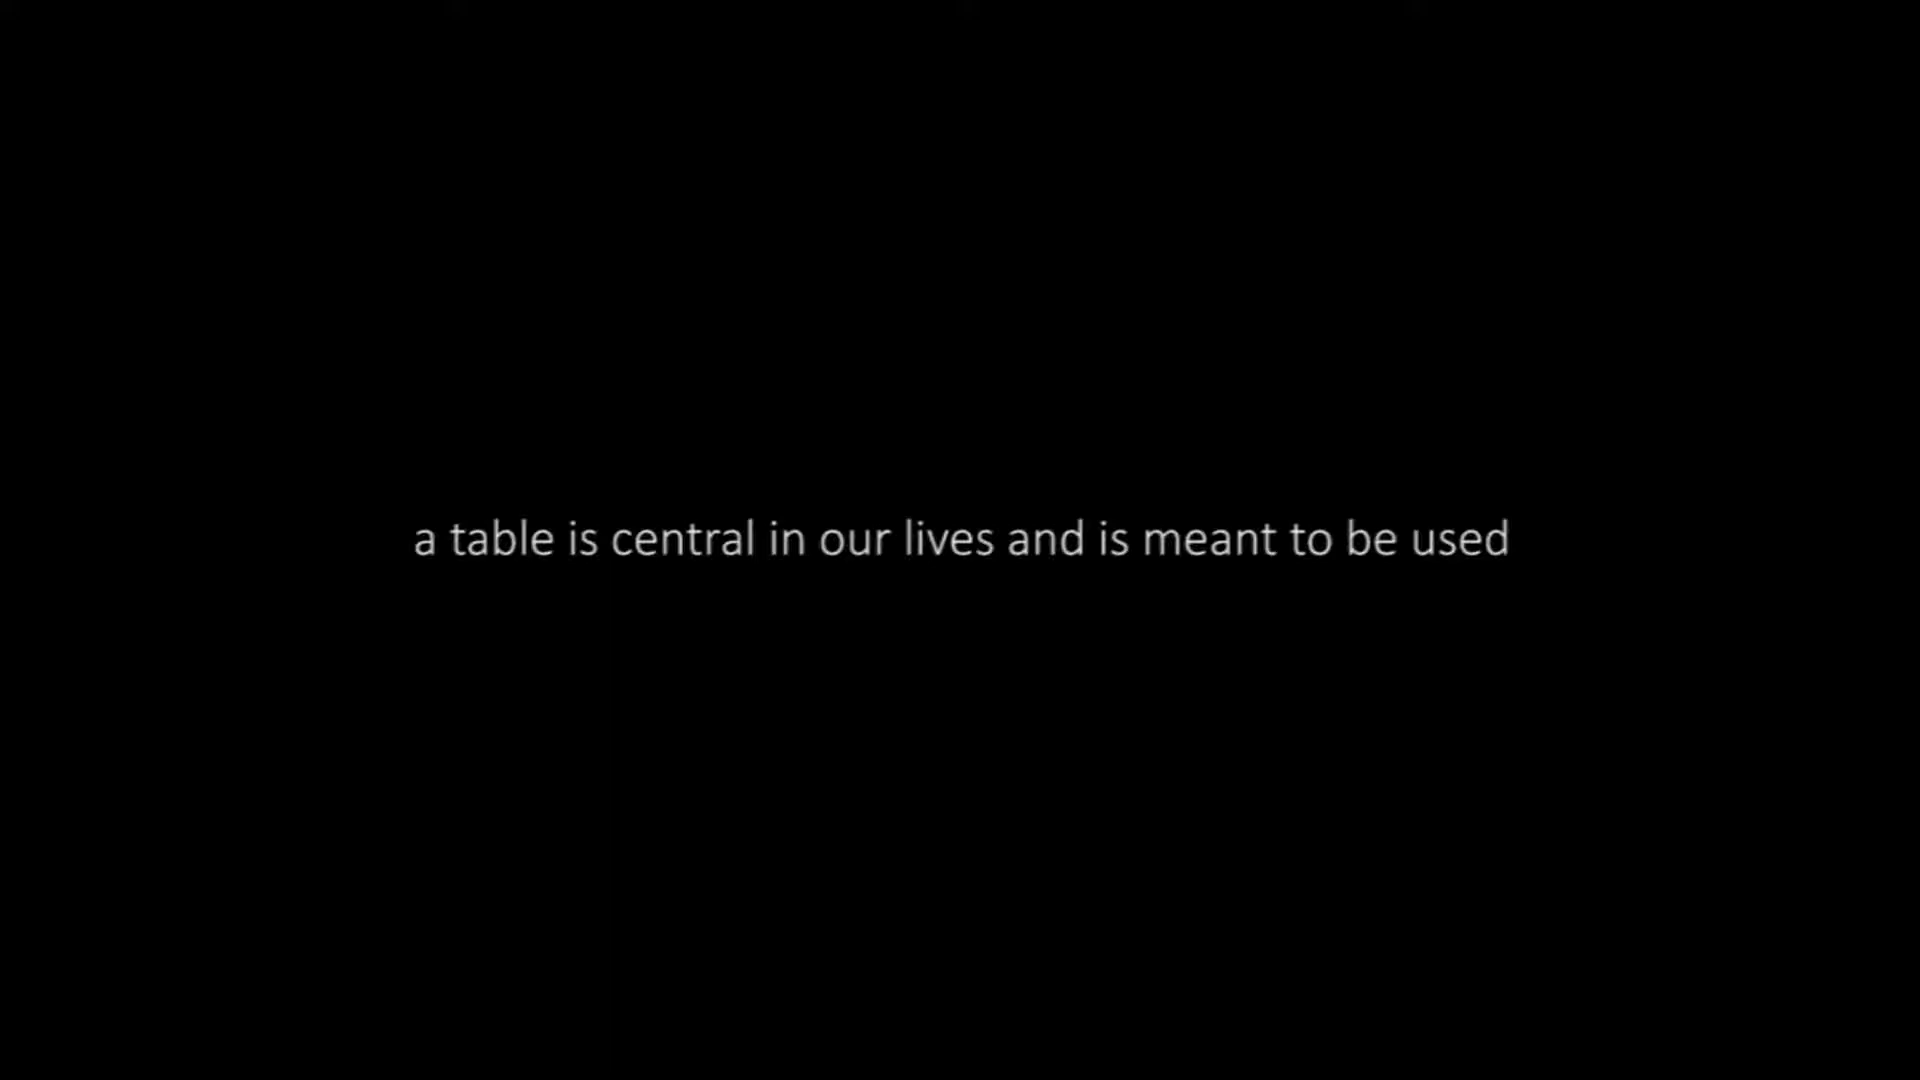 a table is central in our lives and is meant to be used